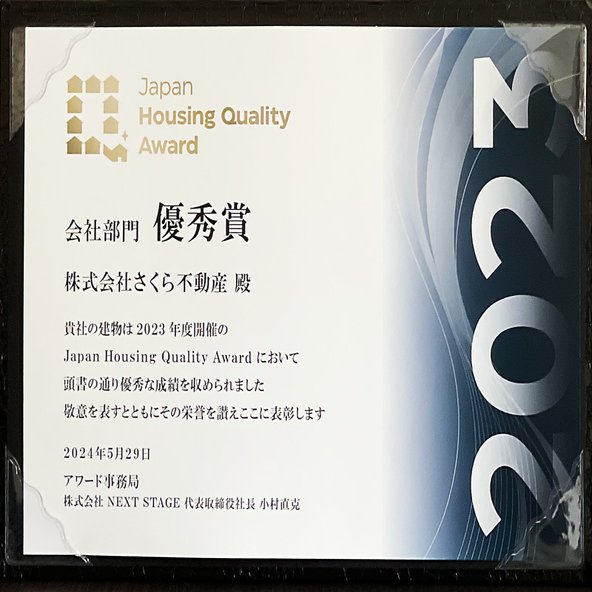 Japan
Housing Quality
Award
会社部門 優秀賞
株式会社さくら不動産 殿
貴社の建物は 2023 年度開催の
Japan Housing Quality Award において
頭書の通り優秀な成績を収められました
敬意を表すとともにその栄誉を讃えここに表彰します
2024年5月29日
アワード事務局
株式会社 NEXT STAGE 代表取締役社長 小村直克
2023